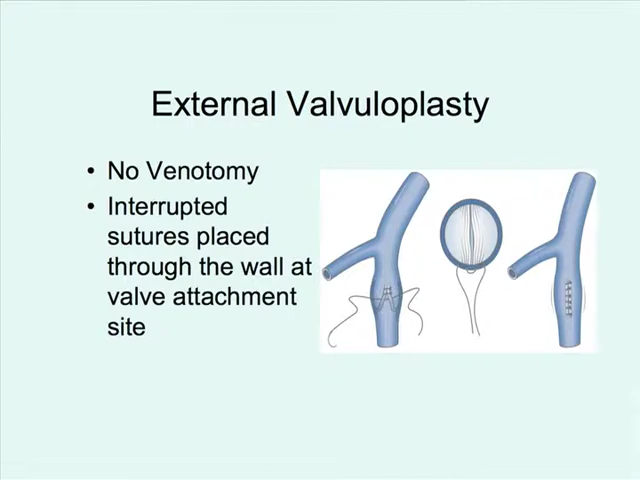 External Valvuloplasty
• No Venotomy
• Interrupted
sutures placed
through the wall at
valve attachment
site